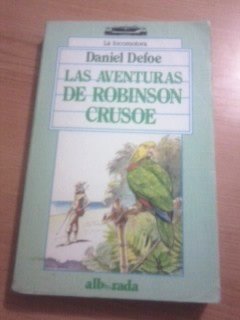 La locomotora
Daniel Defoe
LAS AVENTURAS
DE ROBINSON
CRUSOE
alborada